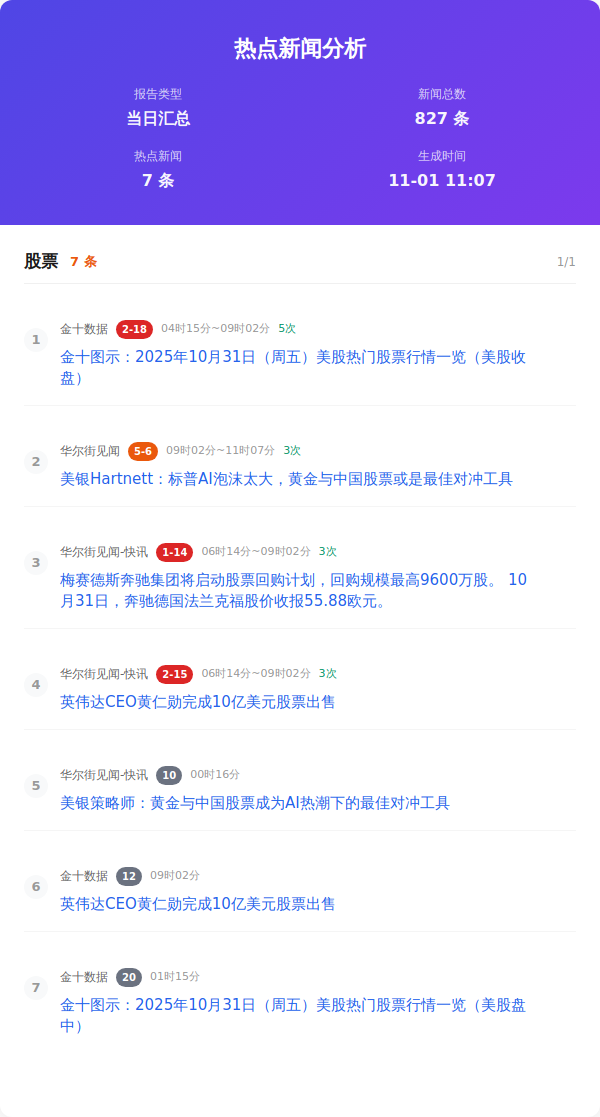 热点新闻分析
报告类型
新闻总数
当日汇总
827 条
热点新闻
生成时间
7 条
11-01 11:07
股票 7 条 1/1
1
金十数据 2-18 04时15分~09时02分 5次
金十图示：2025年10月31日（周五）美股热门股票行情一览（美股收
盘）
2
华尔街见闻 5-6 09时02分~11时07分 3次
美银Hartnett：标普AI泡沫太大，黄金与中国股票或是最佳对冲工具
3
华尔街见闻-快讯 1-14 06时14分~09时02分 3次
梅赛德斯奔驰集团将启动股票回购计划，回购规模最高9600万股。 10
月31日，奔驰德国法兰克福股价收报55.88欧元。
4
华尔街见闻-快讯 2-15 06时14分~09时02分 3次
英伟达CEO黄仁勋完成10亿美元股票出售
5
华尔街见闻-快讯 10 00时16分
美银策略师：黄金与中国股票成为AI热潮下的最佳对冲工具
6
金十数据 12 09时02分
英伟达CEO黄仁勋完成10亿美元股票出售
7
金十数据 20 01时15分
金十图示：2025年10月31日（周五）美股热门股票行情一览（美股盘
中）